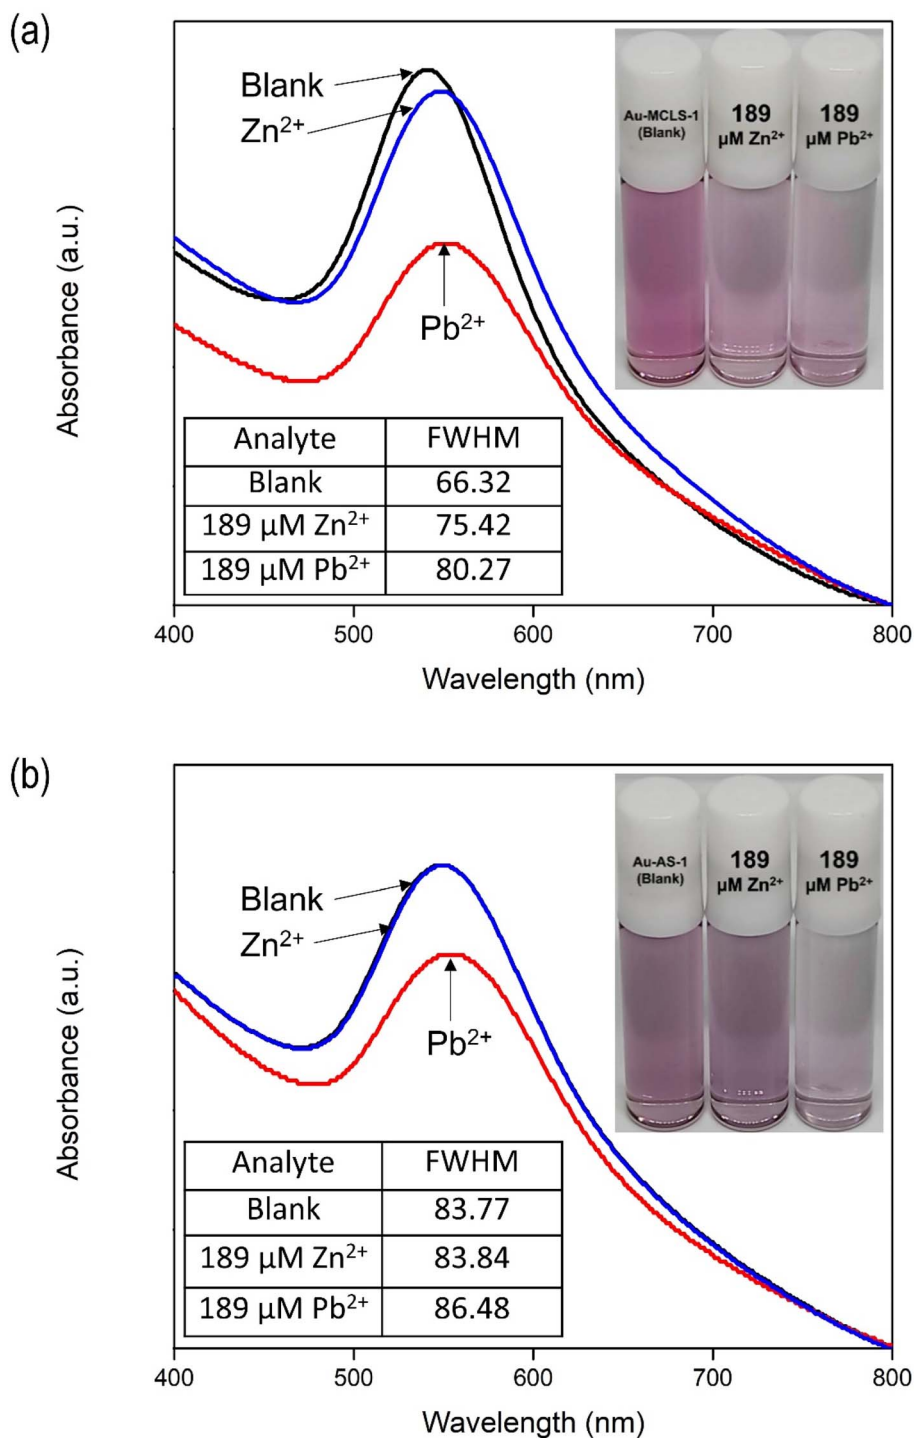 (a)
Blank
Zn²⁺
Pb²⁺
Absorbance (a.u.)
Au-MCLS-1
(Blank)
189
µM Zn²⁺
189
µM Pb²⁺
Analyte FWHM
Blank 66.32
189 µM Zn²⁺ 75.42
189 µM Pb²⁺ 80.27
400 500 600 700 800
Wavelength (nm)
(b)
Blank
Zn²⁺
Pb²⁺
Absorbance (a.u.)
Au-AS-1
(Blank)
189
µM Zn²⁺
189
µM Pb²⁺
Analyte FWHM
Blank 83.77
189 µM Zn²⁺ 83.84
189 µM Pb²⁺ 86.48
400 500 600 700 800
Wavelength (nm)